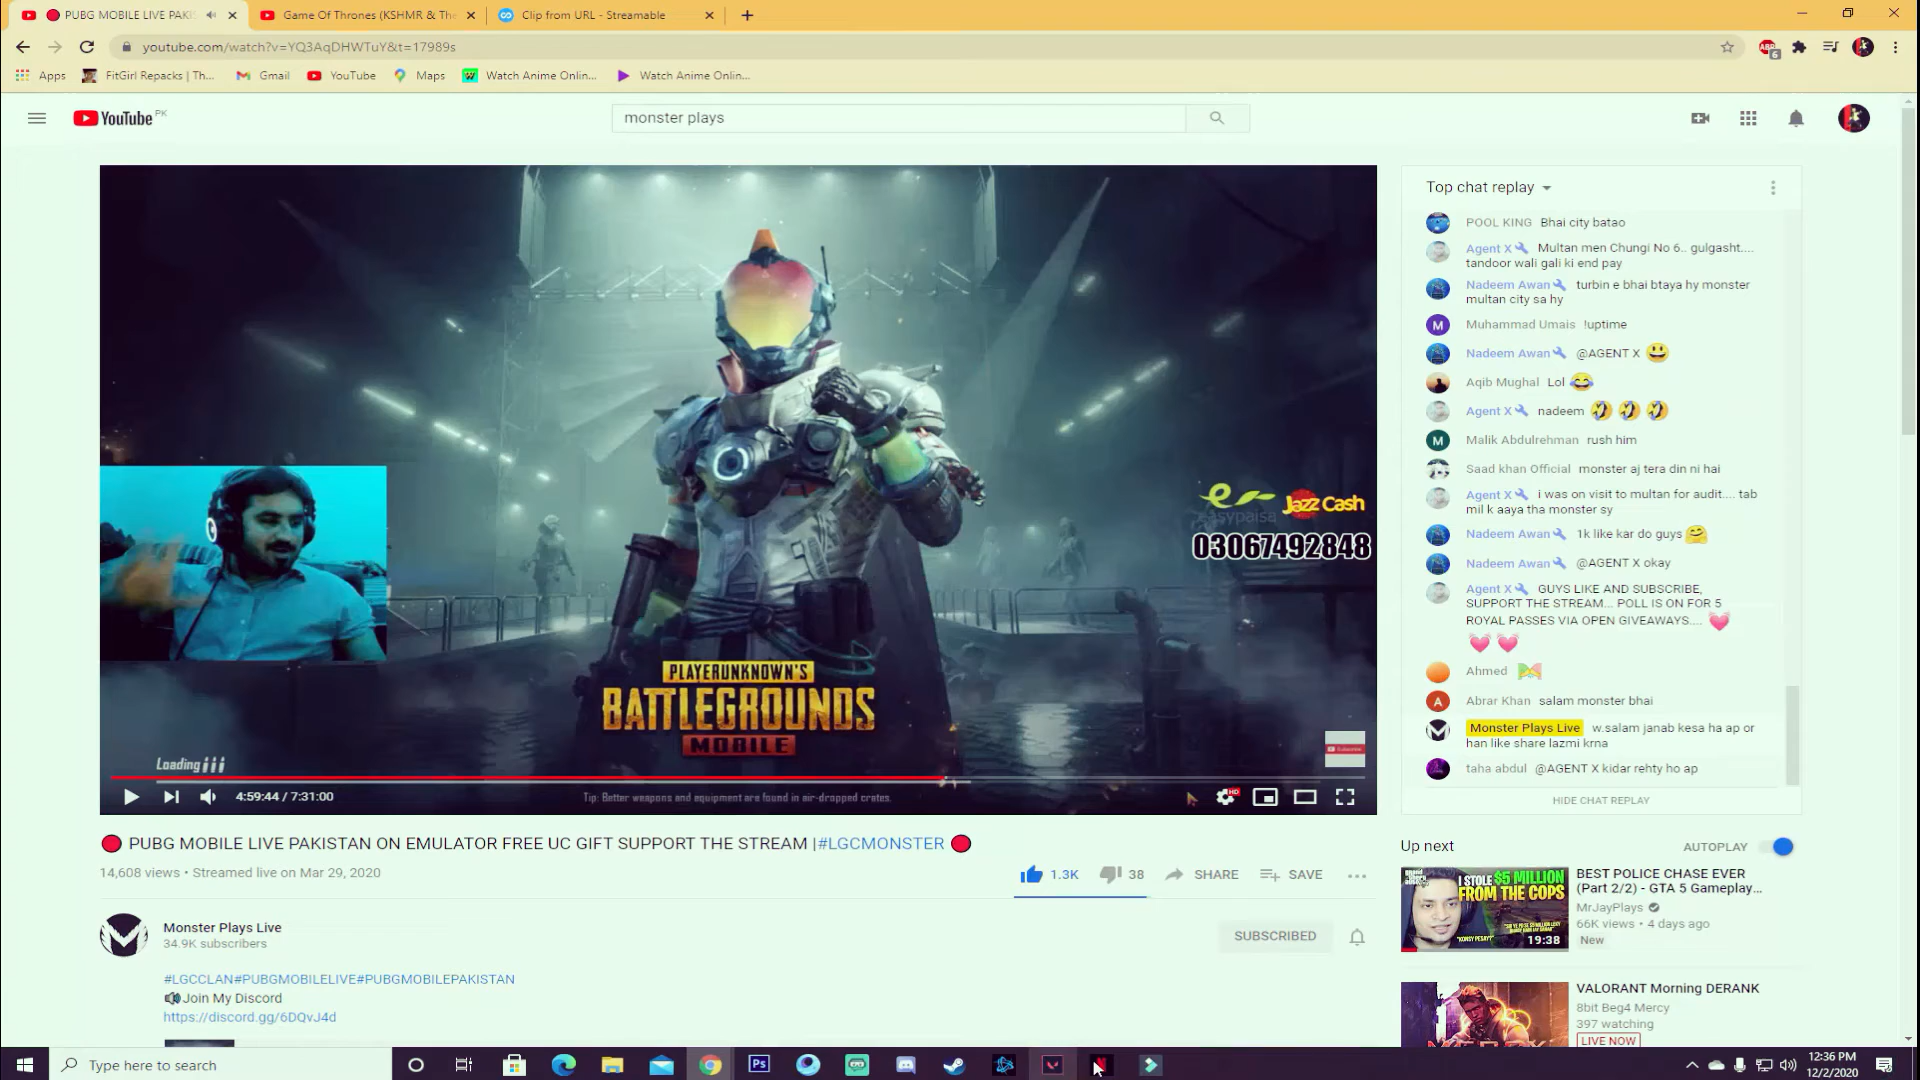 PUBG MOBILE LIVE PAKIS
Game Of Thrones (KSHMR & The
Clip from URL - Streamable
youtube.com/watch?v=YQ3AqDHWTuY&t=17989s
Apps
FitGirl Repacks | Th...
Gmail
YouTube
Maps
Watch Anime Onlin...
Watch Anime Onlin...
YouTube PK
monster plays
Top chat replay
POOL KING Bhai city batao
Agent X Multan men Chungi No 6.. gulgasht....
tandoor wali gali ki end pay
Nadeem Awan turbin e bhai btaya hy monster
multan city sa hy
Muhammad Umais !uptime
Nadeem Awan @AGENT X
Aqib Mughal Lol
Agent X nadeem
Malik Abdulrehman rush him
Saad khan Official monster aj tera din ni hai
Agent X i was on visit to multan for audit.... tab
mil k aaya tha monster sy
Nadeem Awan 1k like kar do guys
Nadeem Awan @AGENT X okay
Agent X GUYS LIKE AND SUBSCRIBE,
SUPPORT THE STREAM... POLL IS ON FOR 5
ROYAL PASSES VIA OPEN GIVEAWAYS....
Ahmed
Abrar Khan salam monster bhai
Monster Plays Live w.salam janab kesa ha ap or
han like share lazmi krna
taha abdul @AGENT X kidar rehty ho ap
HIDE CHAT REPLAY
easypaisa JazzCash
03067492848
PLAYERUNKNOWN'S
BATTLEGROUNDS
MOBILE
Loading
4:59:44 / 7:31:00
Tip: Better weapons and equipment are found in air-dropped crates.
HD
PUBG MOBILE LIVE PAKISTAN ON EMULATOR FREE UC GIFT SUPPORT THE STREAM |#LGCMONSTER
14,608 views • Streamed live on Mar 29, 2020
1.3K
38
SHARE
SAVE
Monster Plays Live
34.9K subscribers
SUBSCRIBED
#LGCCLAN#PUBGMOBILELIVE#PUBGMOBILEPAKISTAN
Join My Discord
https://discord.gg/6DQvJ4d
Up next
AUTOPLAY
I STOLE $5 MILLION
FROM THE COPS
19:38
BEST POLICE CHASE EVER
(Part 2/2) - GTA 5 Gameplay...
MrJayPlays
66K views • 4 days ago
New
VALORANT Morning DERANK
8bit Beg4 Mercy
397 watching
LIVE NOW
Type here to search
Ps
12:36 PM
12/2/2020